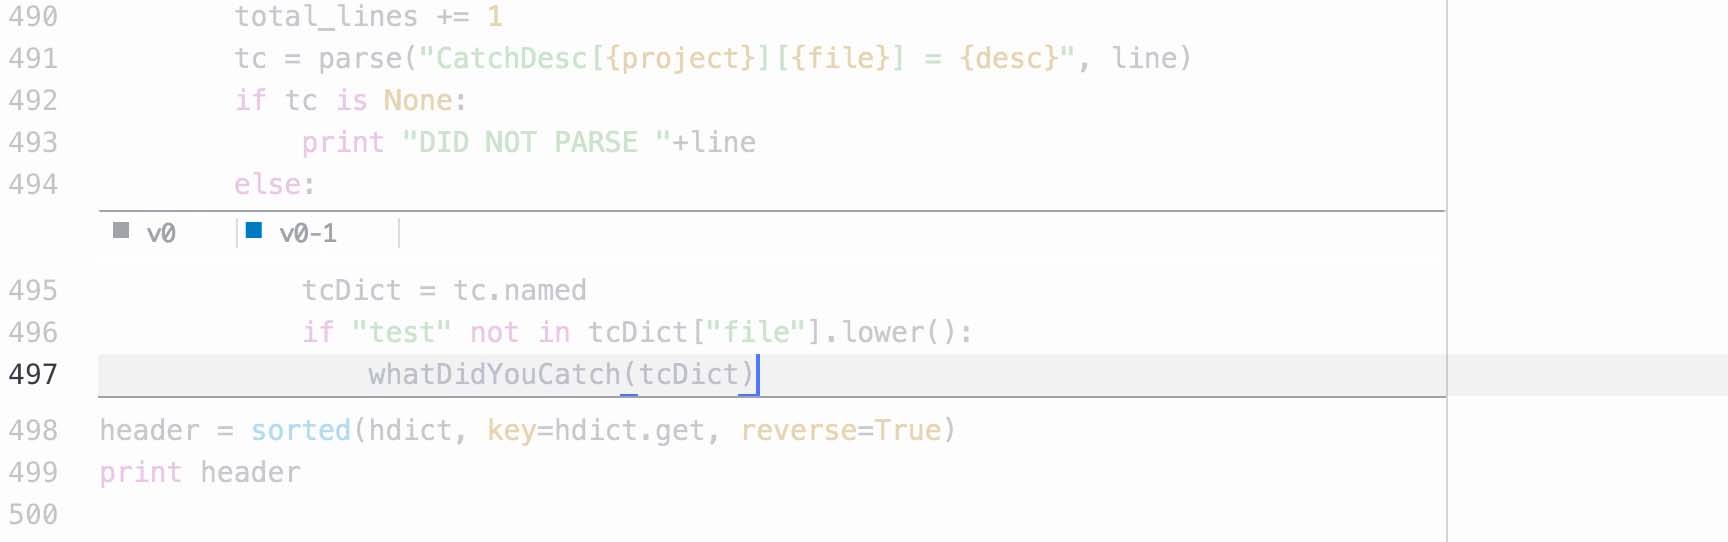 490 total_lines += 1
491 tc = parse("CatchDesc[{project}][{file}] = {desc}", line)
492 if tc is None:
493 print "DID NOT PARSE "+line
494 else:
v0 v0-1
495 tcDict = tc.named
496 if "test" not in tcDict["file"].lower():
497 whatDidYouCatch(tcDict)
498 header = sorted(hdict, key=hdict.get, reverse=True)
499 print header
500